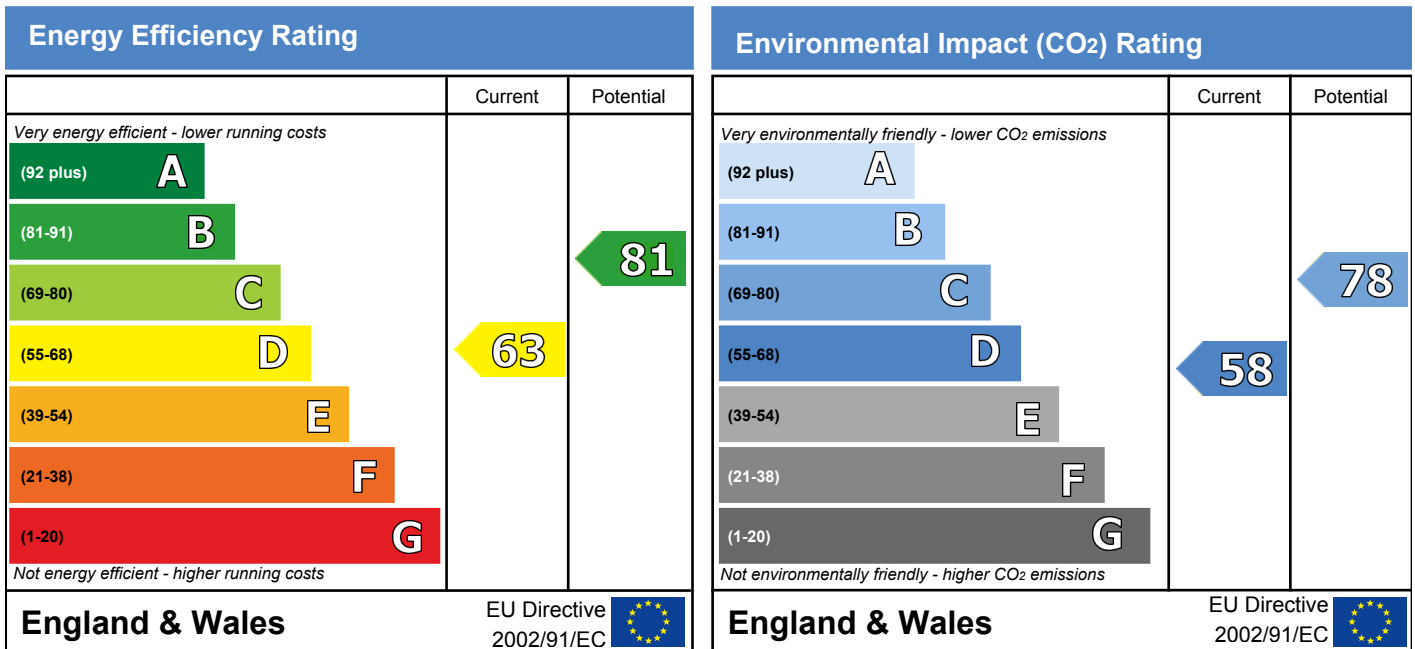 Energy Efficiency Rating
Current Potential
Very energy efficient - lower running costs
(92 plus) A
(81-91) B
81
(69-80) C
(55-68) D
63
(39-54) E
(21-38) F
(1-20) G
Not energy efficient - higher running costs
England & Wales
EU Directive
2002/91/EC
Environmental Impact (CO2) Rating
Current Potential
Very environmentally friendly - lower CO2 emissions
(92 plus) A
(81-91) B
(69-80) C
78
(55-68) D
58
(39-54) E
(21-38) F
(1-20) G
Not environmentally friendly - higher CO2 emissions
England & Wales
EU Directive
2002/91/EC